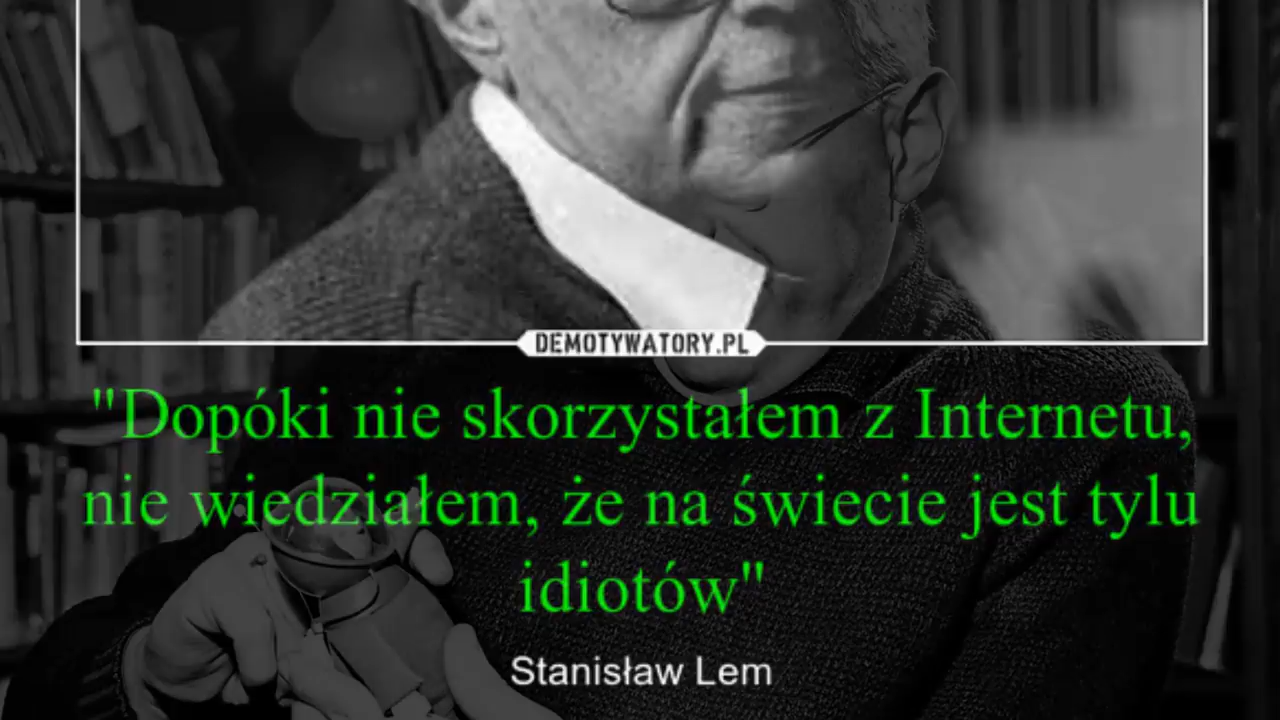 DEMOTYWATORY.PL
"Dopóki nie skorzystałem z Internetu,
nie wiedziałem, że na świecie jest tylu
idiotów"
Stanisław Lem